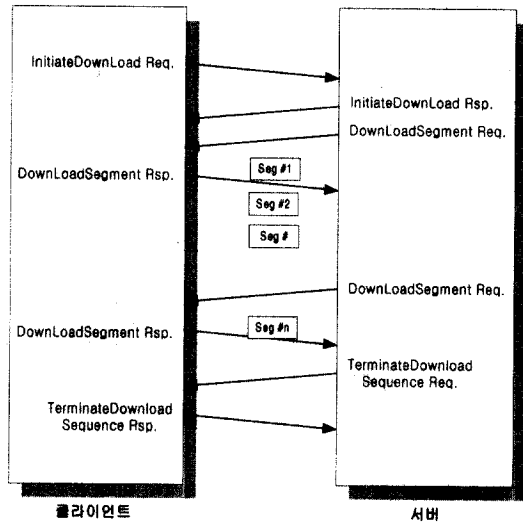 InitiateDownLoad Req.
InitiateDownLoad Rsp.
DownLoadSegment Req.
DownLoadSegment Rsp.
Seg #1
Seg #2
Seg #
DownLoadSegment Req.
DownLoadSegment Rsp.
Seg #n
TerminateDownload
Sequence Req.
TerminateDownload
Sequence Rsp.
클라이언트
서버